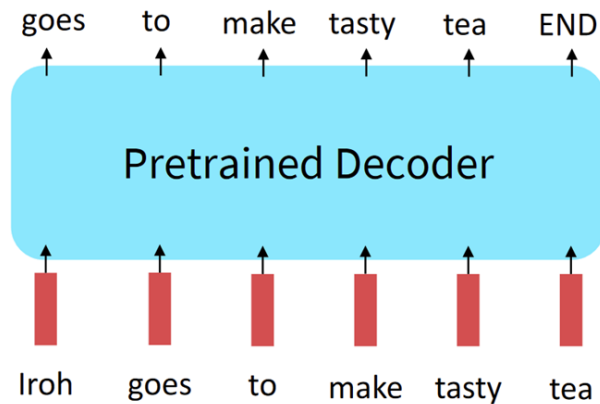 goes to make tasty tea END
Pretrained Decoder
Iroh goes to make tasty tea